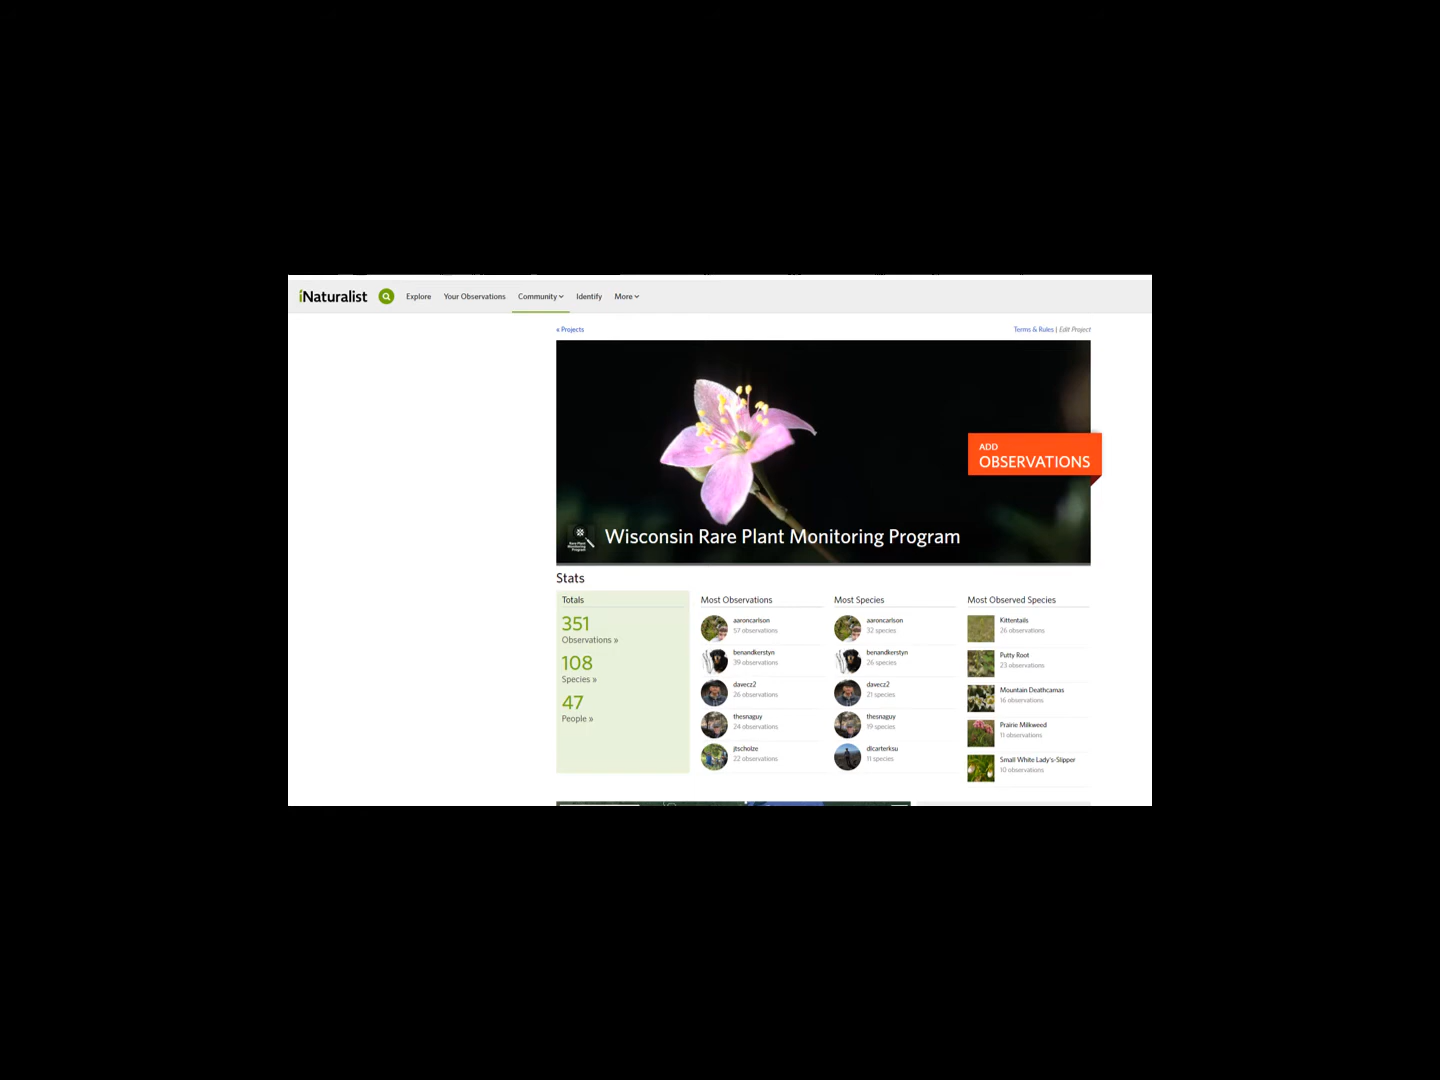 iNaturalist Explore Your Observations Community Identify More
« Projects
Terms & Rules | Edit Project
ADD
OBSERVATIONS
Rare Plant
Monitoring
Program
Wisconsin Rare Plant Monitoring Program
Stats
Totals
351
Observations »
108
Species »
47
People »
Most Observations
aaroncarlson
57 observations
benandkerstyn
39 observations
davecz2
26 observations
thesnaguy
24 observations
jtscholze
22 observations
Most Species
aaroncarlson
32 species
benandkerstyn
26 species
davecz2
21 species
thesnaguy
19 species
dlcarterksu
11 species
Most Observed Species
Kittentails
26 observations
Putty Root
23 observations
Mountain Deathcamas
16 observations
Prairie Milkweed
11 observations
Small White Lady's-Slipper
10 observations